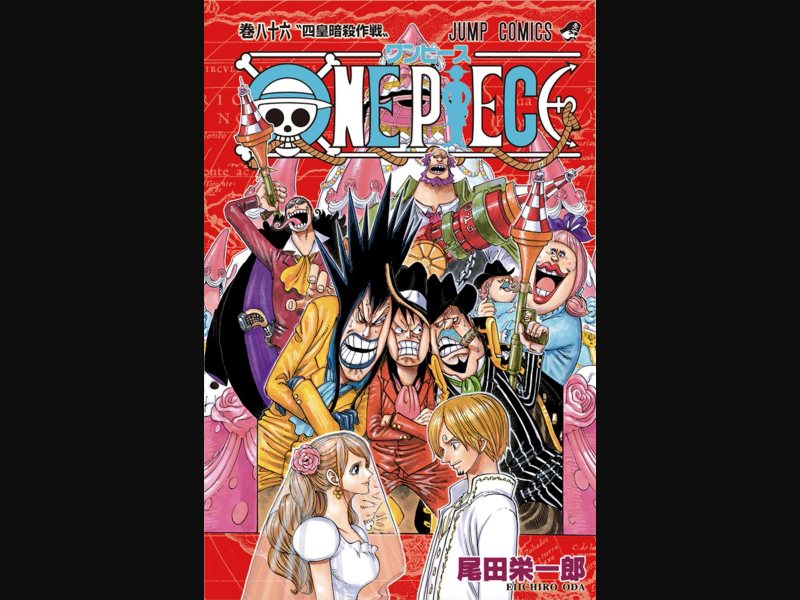 巻八十六〝四皇暗殺作戦〟
JUMP COMICS
ワンピース
ONE PIECE
尾田栄一郎
EIICHIRO ODA